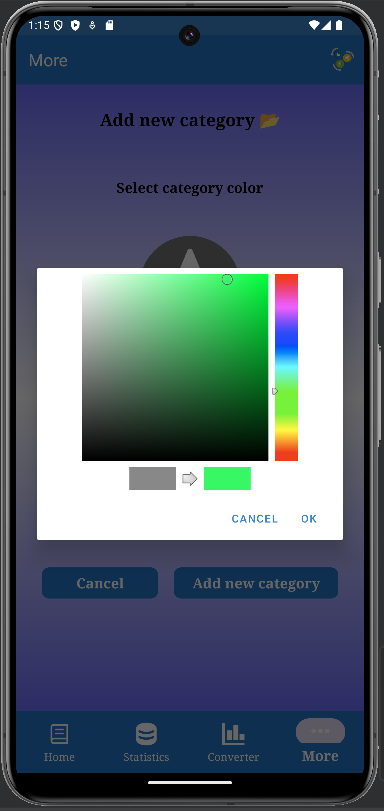 1:15
More
Add new category 📂
Select category color
CANCEL OK
Cancel Add new category
Home Statistics Converter More